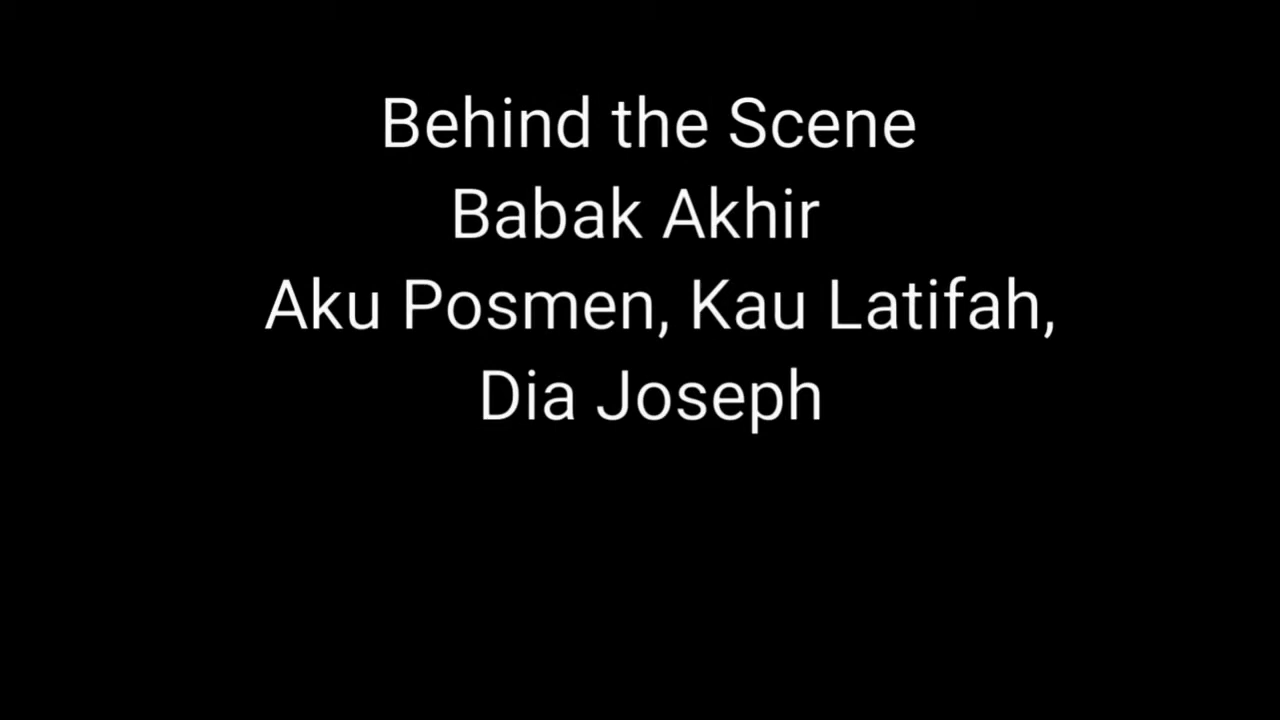 Behind the Scene
Babak Akhir
Aku Posmen, Kau Latifah,
Dia Joseph